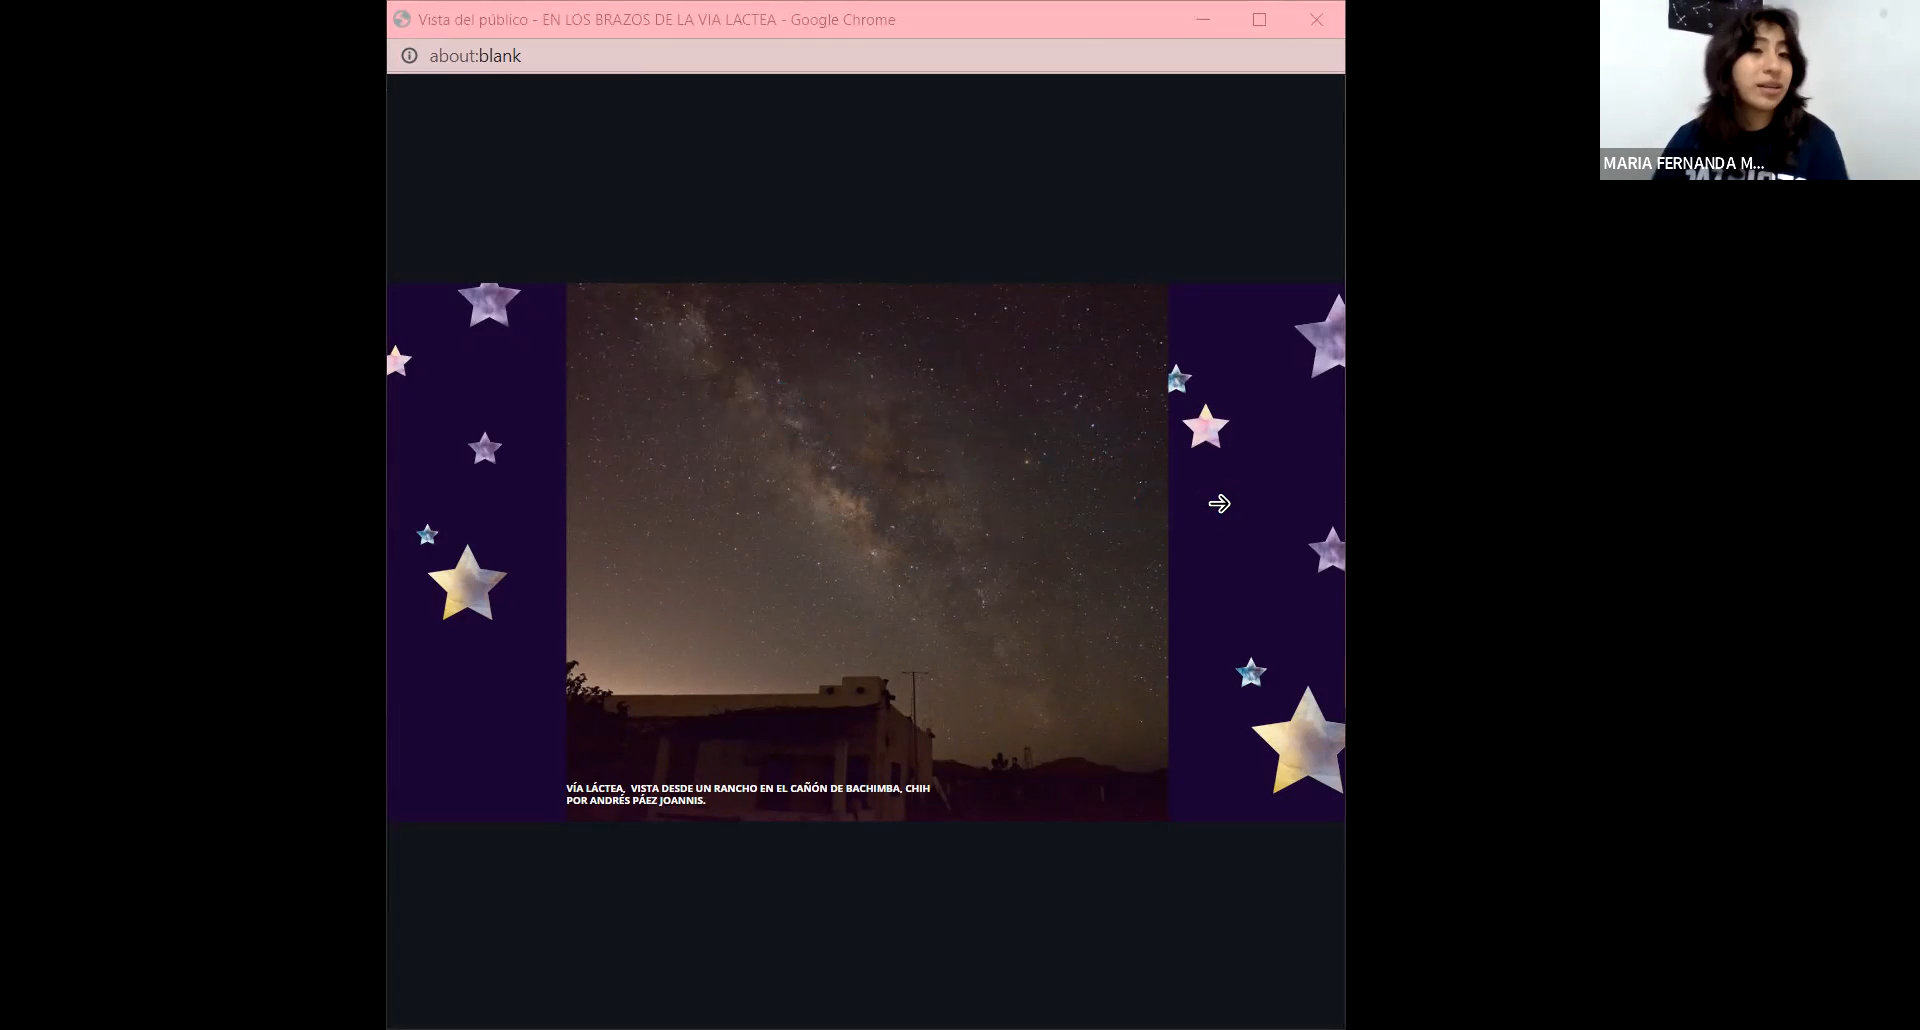 Vista del público - EN LOS BRAZOS DE LA VIA LACTEA - Google Chrome
about:blank
MARIA FERNANDA M...
VÍA LÁCTEA, VISTA DESDE UN RANCHO EN EL CAÑÓN DE BACHIMBA, CHIH
POR ANDRÉS PÁEZ JOANNIS.